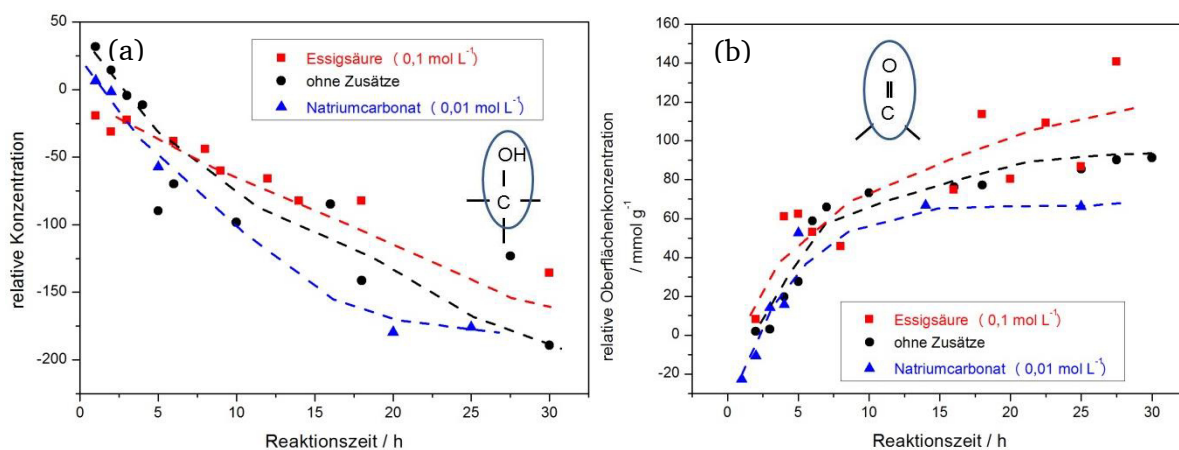 (a)
relative Konzentration
50
25
0
-25
-50
-75
-100
-150
-200
0
5
10
15
20
25
30
Reaktionszeit / h
Essigsäure ( 0,1 mol L-1)
ohne Zusätze
Natriumcarbonat ( 0,01 mol L-1)
OH
C
(b)
relative Oberflächenkonzentration
/ mmol g-1
160
140
120
100
80
60
40
20
0
-20
0
5
10
15
20
25
30
Reaktionszeit / h
O
C
Essigsäure ( 0,1 mol L-1)
ohne Zusätze
Natriumcarbonat ( 0,01 mol L-1)